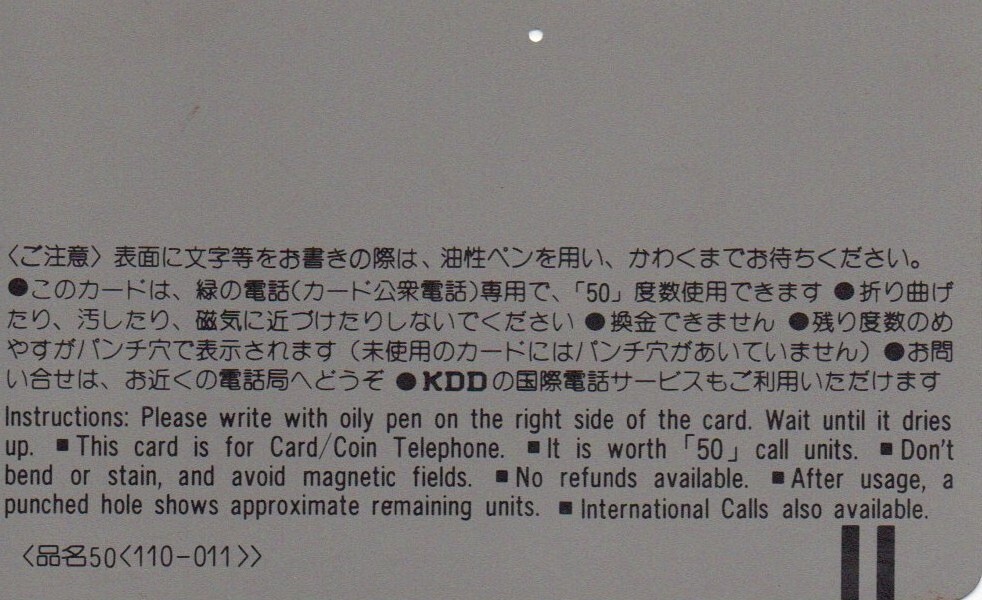 〈ご注意〉表面に文字等をお書きの際は、油性ペンを用い、かわくまでお待ちください。
●このカードは、緑の電話(カード公衆電話)専用で、「50」度数使用できます ●折り曲げ
たり、汚したり、磁気に近づけたりしないでください ●換金できません ●残り度数のめ
やすがパンチ穴で表示されます(未使用のカードにはパンチ穴があいていません) ●お問
い合せは、お近くの電話局へどうぞ ●KDDの国際電話サービスもご利用いただけます
Instructions: Please write with oily pen on the right side of the card. Wait until it dries
up. ■ This card is for Card/Coin Telephone. ■ It is worth「50」call units. ■ Don't
bend or stain, and avoid magnetic fields. ■ No refunds available. ■ After usage, a
punched hole shows approximate remaining units. ■ International Calls also available.
〈品名50〈110-011〉〉